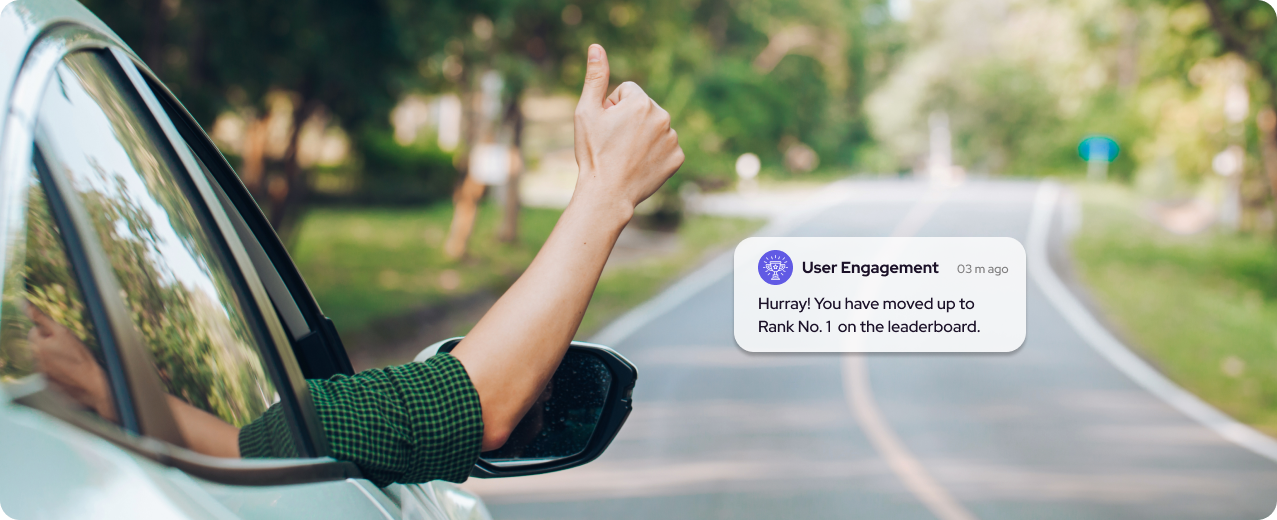 User Engagement 03 m ago
Hurray! You have moved up to
Rank No. 1 on the leaderboard.